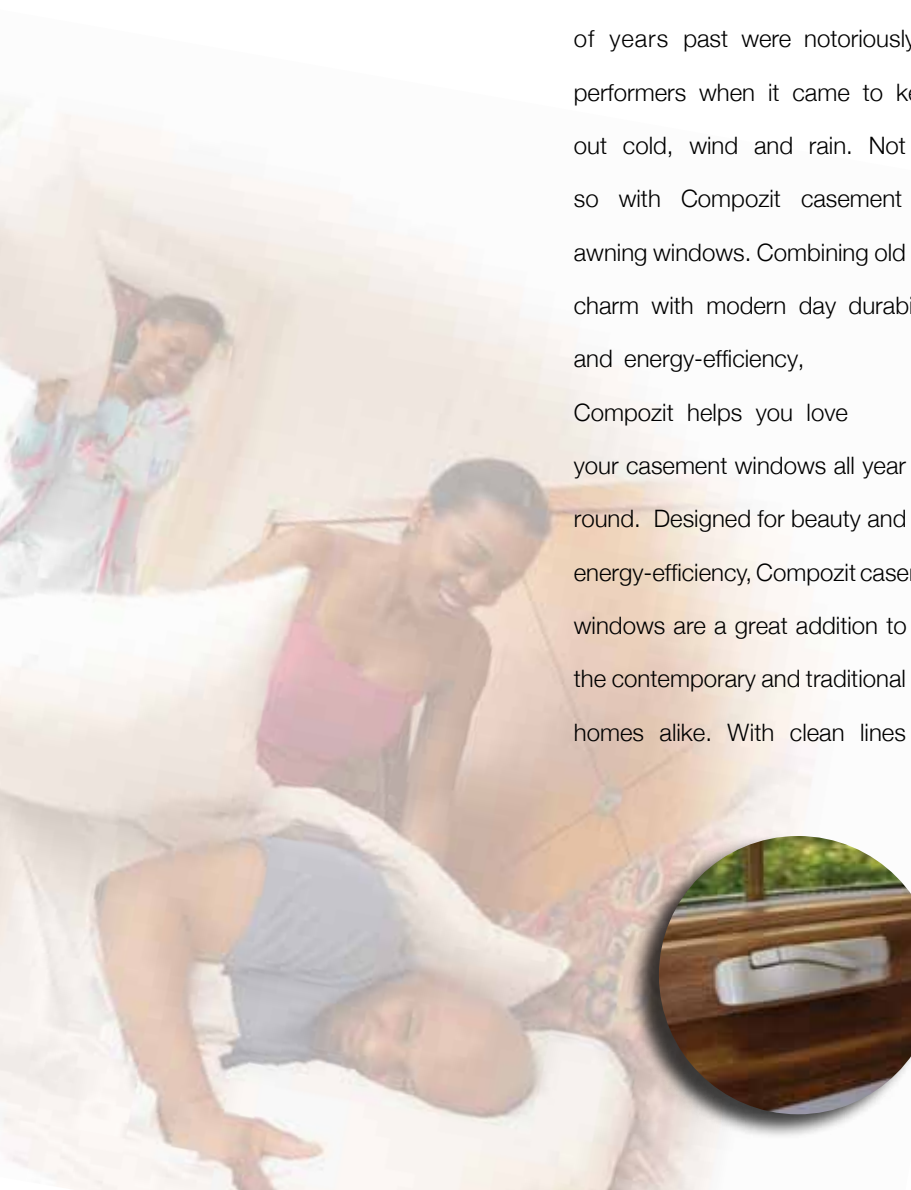 of years past were notoriously
performers when it came to ke
out cold, wind and rain. Not
so with Compozit casement
awning windows. Combining old
charm with modern day durabi
and energy-efficiency,
Compozit helps you love
your casement windows all year
round. Designed for beauty and
energy-efficiency, Compozit casem
windows are a great addition to
the contemporary and traditional
homes alike. With clean lines